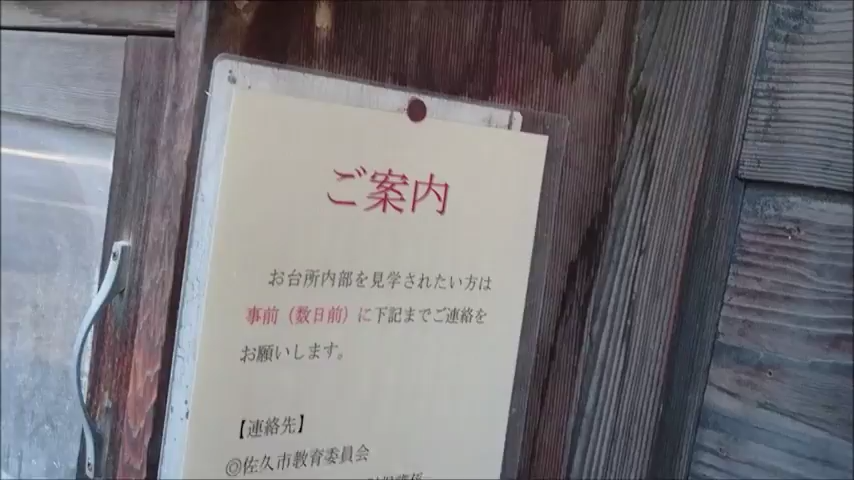 ご案内
お台所内部を見学されたい方は
事前（数日前）に下記までご連絡を
お願いします。
【連絡先】
◎佐久市教育委員会